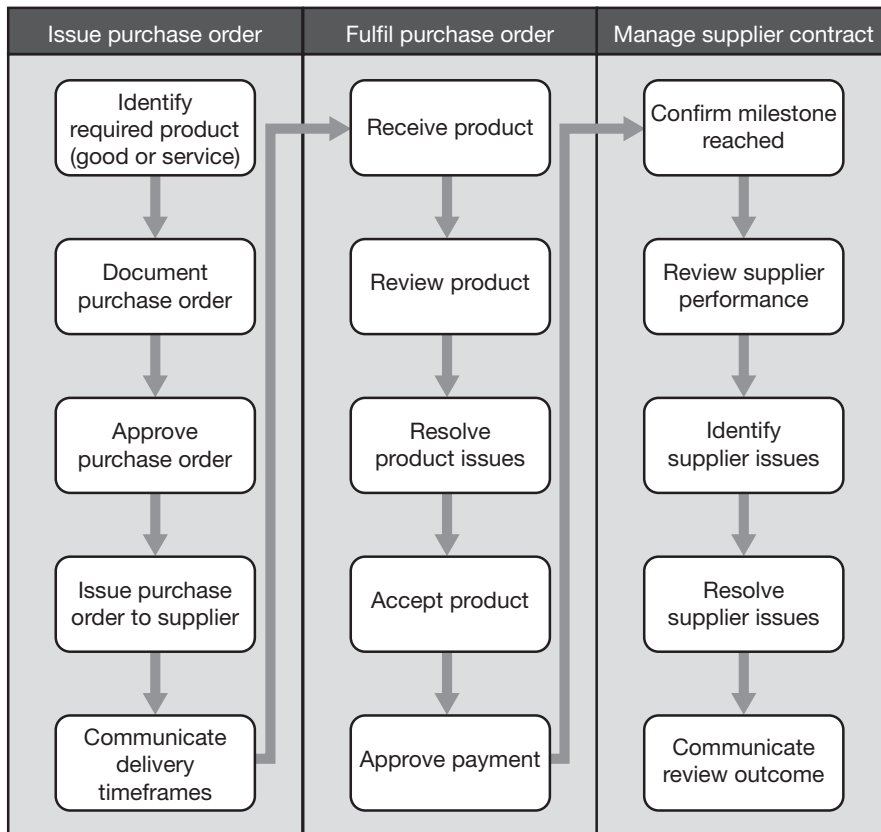 Issue purchase order
Identify
required product
(good or service)
Document
purchase order
Approve
purchase order
Issue purchase
order to supplier
Communicate
delivery
timeframes
Fulfil purchase order
Receive product
Review product
Resolve
product issues
Accept product
Approve payment
Manage supplier contract
Confirm milestone
reached
Review supplier
performance
Identify
supplier issues
Resolve
supplier issues
Communicate
review outcome